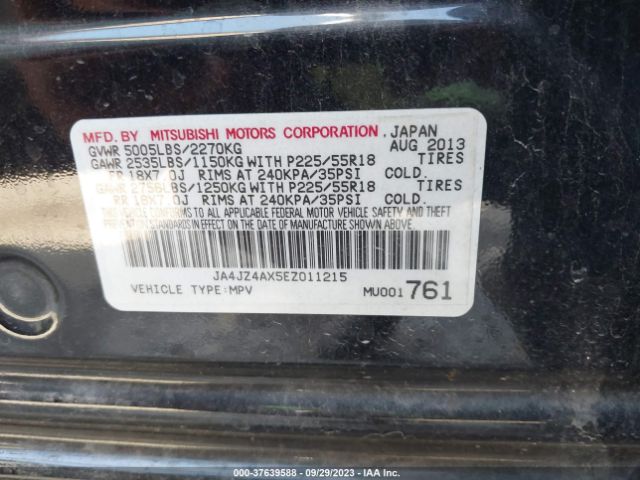 MFD. BY MITSUBISHI MOTORS CORPORATION, JAPAN
GVWR 5005LBS/2270KG AUG 2013
GAWR 2535LBS/1150KG WITH P225/55R18 TIRES
FR 18X7.0J RIMS AT 240KPA/35PSI COLD.
GAWR 2756LBS/1250KG WITH P225/55R18 TIRES
RR 18X7.0J RIMS AT 240KPA/35PSI COLD.
THIS VEHICLE CONFORMS TO ALL APPLICABLE FEDERAL MOTOR VEHICLE SAFETY AND THEFT
PREVENTION STANDARDS IN EFFECT ON THE DATE OF MANUFACTURE SHOWN ABOVE.
JA4JZ4AX5EZ011215
VEHICLE TYPE:MPV MU001761
000-37639588 - 09/29/2023 - IAA Inc.